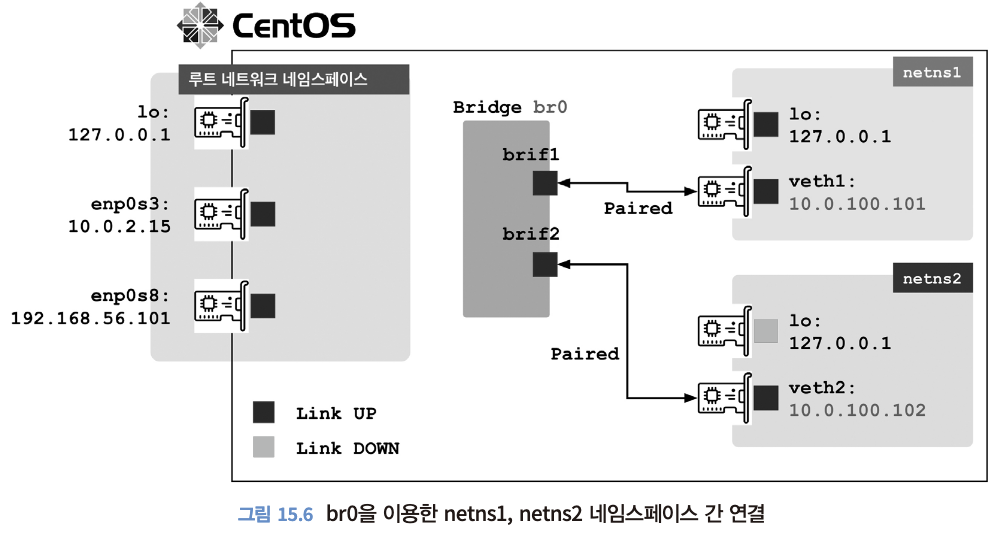 CentOS
루트 네트워크 네임스페이스
lo:
127.0.0.1
enp0s3:
10.0.2.15
enp0s8:
192.168.56.101
Bridge br0
brif1
Paired
brif2
Paired
netns1
lo:
127.0.0.1
veth1:
10.0.100.101
netns2
lo:
127.0.0.1
veth2:
10.0.100.102
Link UP
Link DOWN
그림 15.6 br0을 이용한 netns1, netns2 네임스페이스 간 연결